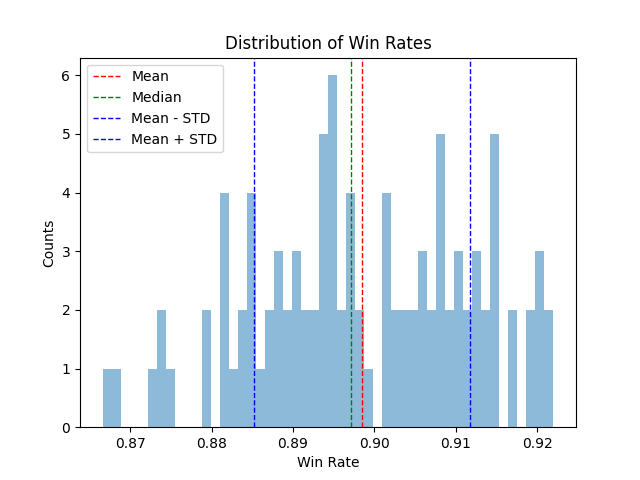 Distribution of Win Rates
Mean
Median
Mean - STD
Mean + STD
6
5
4
3
2
1
0
Counts
0.87 0.88 0.89 0.90 0.91 0.92
Win Rate